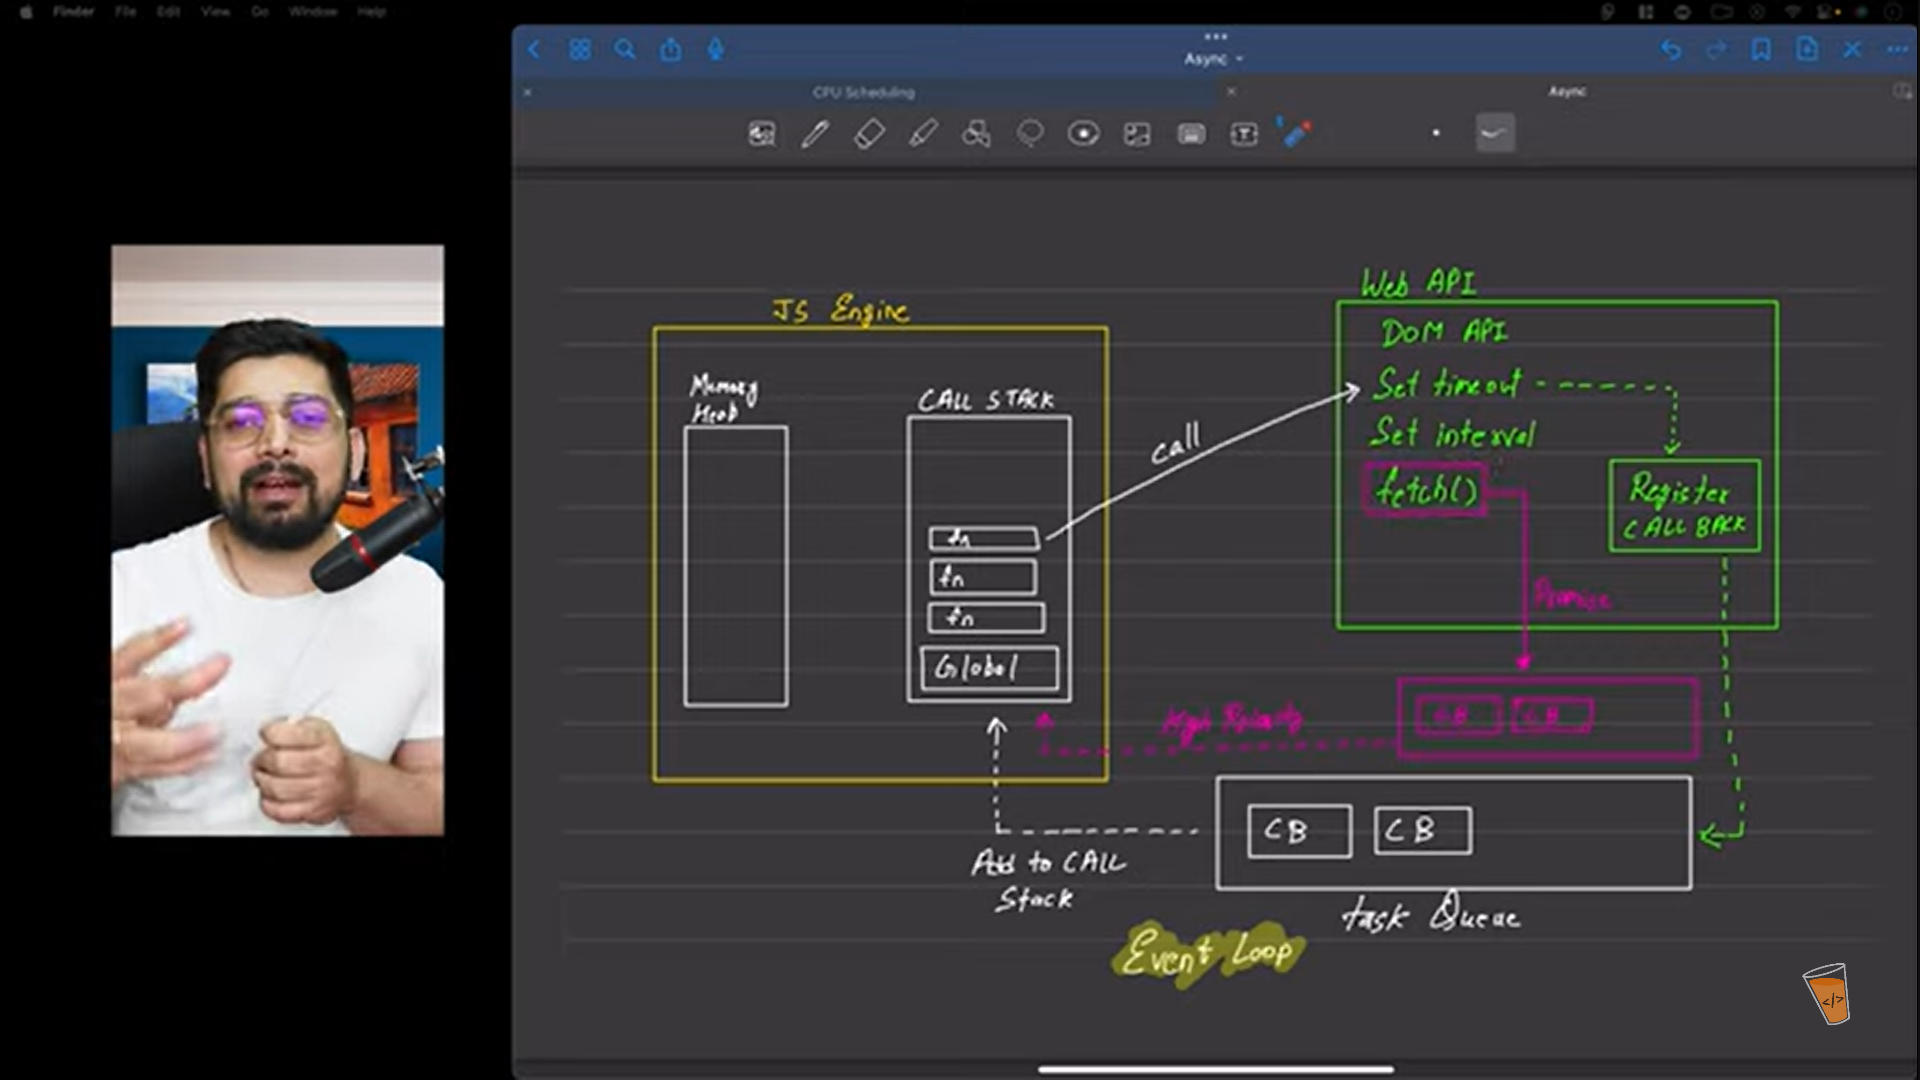 Finder File Edit View Go Window Help
Async
CPU Scheduling
Async
JS Engine
Memory
Heap
CALL STACK
fn
fn
fn
Global
call
Web API
DOM API
Set timeout
Set interval
fetch()
Register
CALL BACK
Promise
High Priority
CB CB
CB CB
Add to CALL
Stack
task Queue
Event Loop
</>